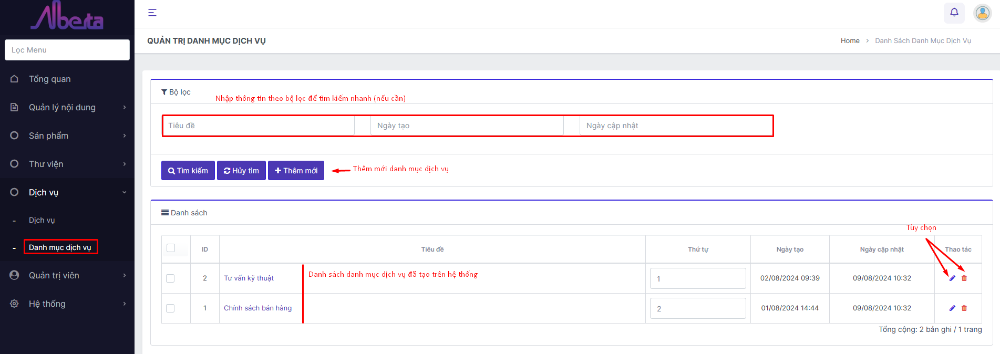 Alberta
Lọc Menu
Tổng quan
Quản lý nội dung
Sản phẩm
Thư viện
Dịch vụ
- Dịch vụ
- Danh mục dịch vụ
Quản trị viên
Hệ thống
QUẢN TRỊ DANH MỤC DỊCH VỤ
Home > Danh Sách Danh Mục Dịch Vụ
Bộ lọc
Nhập thông tin theo bộ lọc để tìm kiếm nhanh (nếu cần)
Tiêu đề Ngày tạo Ngày cập nhật
Tìm kiếm Hủy tìm Thêm mới
Thêm mới danh mục dịch vụ
Danh sách
Tùy chọn
ID Tiêu đề Thứ tự Ngày tạo Ngày cập nhật Thao tác
2 Tư vấn kỹ thuật 1 02/08/2024 09:39 09/08/2024 10:32
Danh sách danh mục dịch vụ đã tạo trên hệ thống
1 Chính sách bán hàng 2 01/08/2024 14:44 09/08/2024 10:32
Tổng cộng: 2 bản ghi / 1 trang